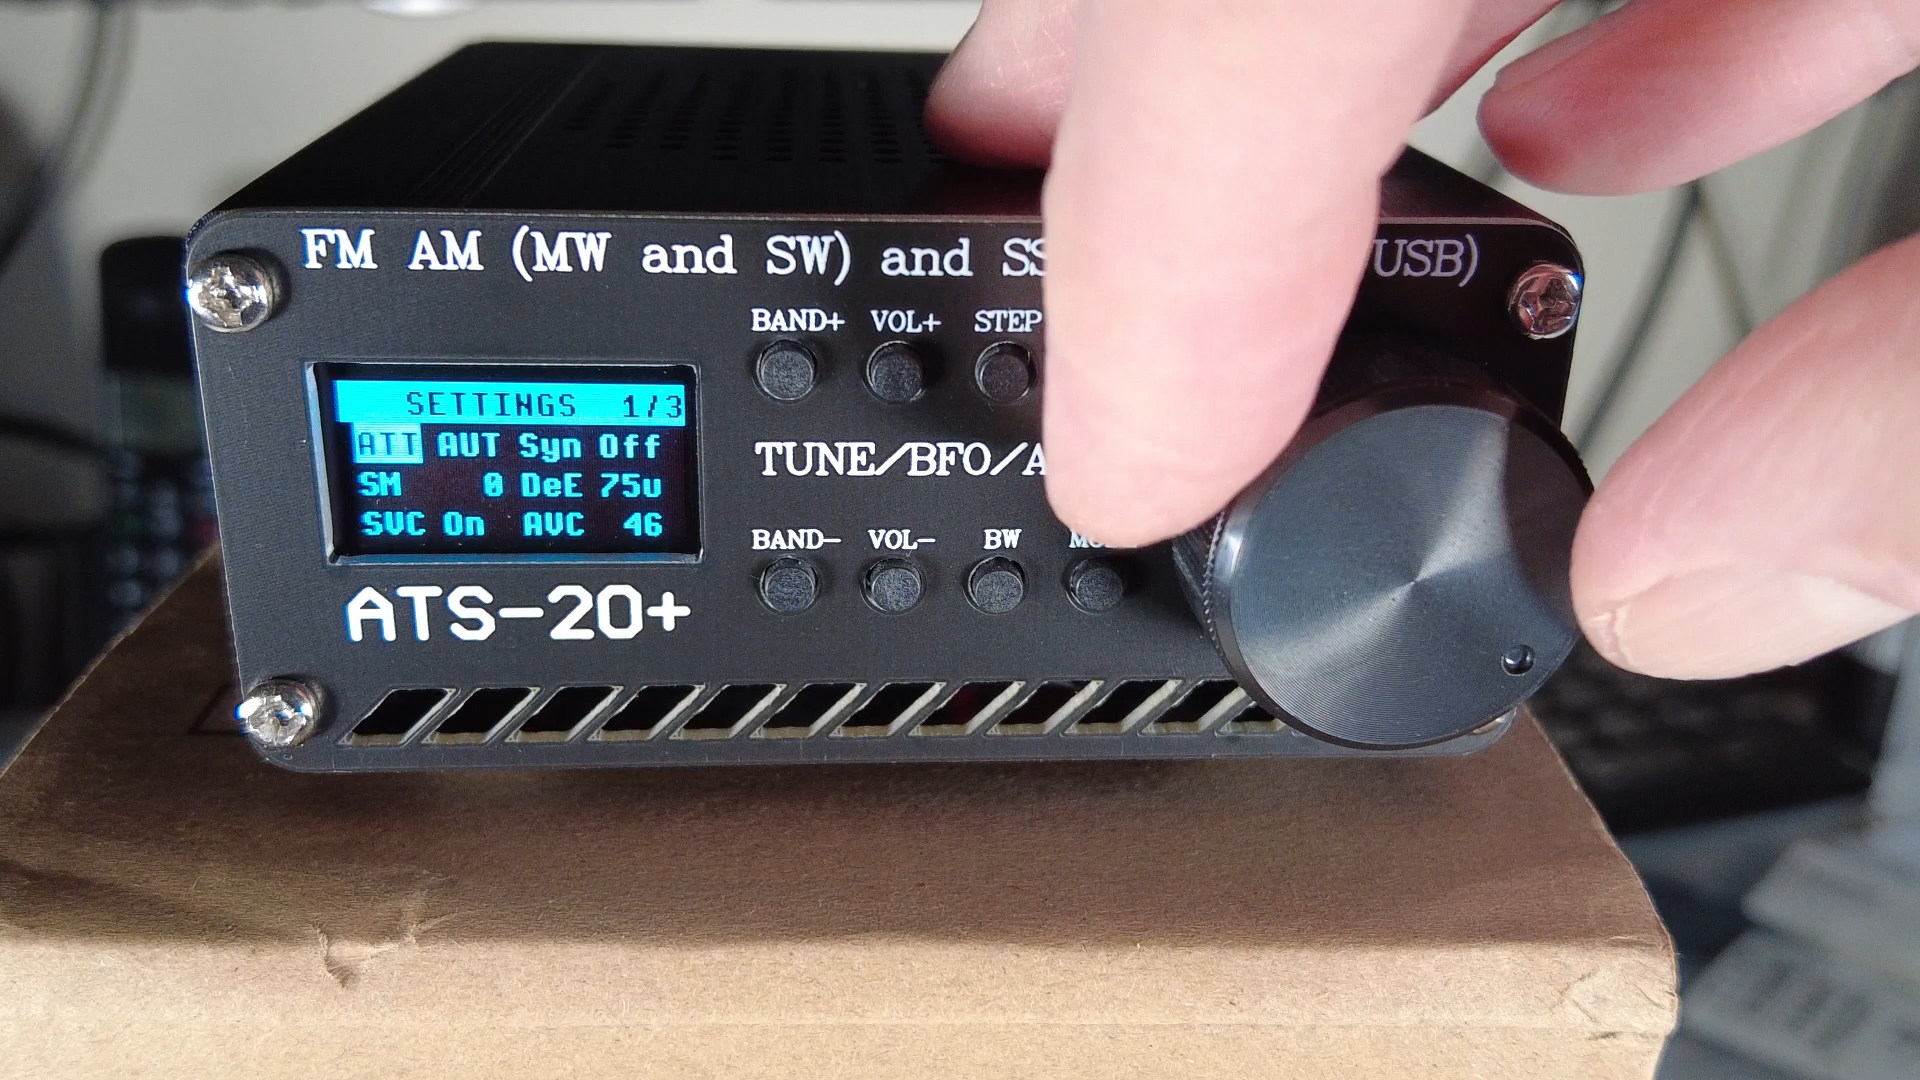 FM AM (MW and SW) and USB)
BAND+ VOL+ STEP
SETTINGS 1/3
ATT AUT Syn Off
SM 0 DeE 75u
SVC On AVC 46
TUNE/BFO/A
BAND- VOL- BW
ATS-20+